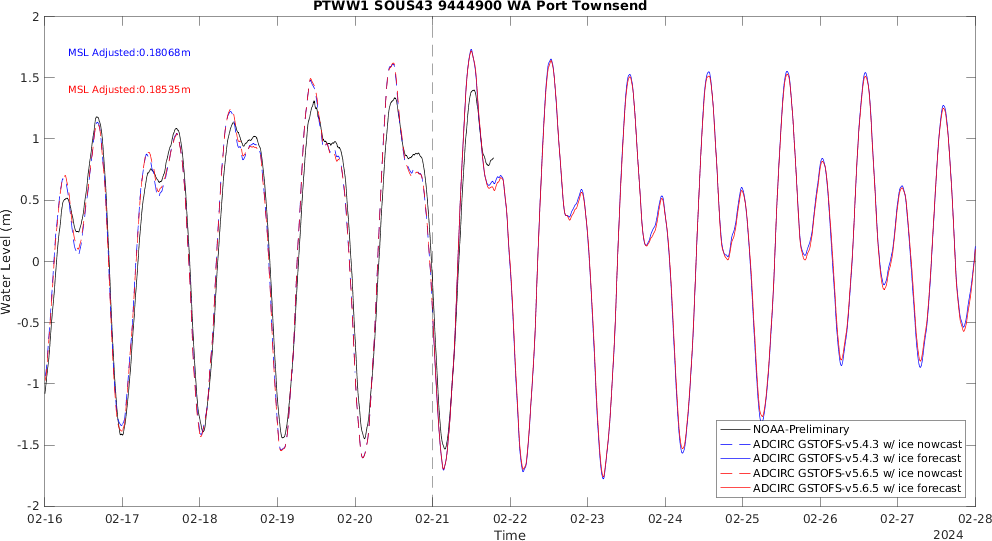 PTWW1 SOUS43 9444900 WA Port Townsend
2
1.5
1
0.5
0
-0.5
-1
-1.5
-2
Water Level (m)
MSL Adjusted:0.18068m
MSL Adjusted:0.18535m
NOAA-Preliminary
ADCIRC GSTOFS-v5.4.3 w/ ice nowcast
ADCIRC GSTOFS-v5.4.3 w/ ice forecast
ADCIRC GSTOFS-v5.6.5 w/ ice nowcast
ADCIRC GSTOFS-v5.6.5 w/ ice forecast
02-16 02-17 02-18 02-19 02-20 02-21 02-22 02-23 02-24 02-25 02-26 02-27 02-28
Time
2024